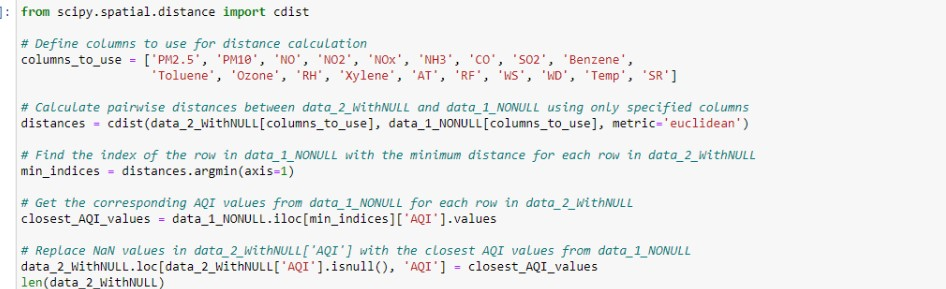 ]: from scipy.spatial.distance import cdist
# Define columns to use for distance calculation
columns_to_use = ['PM2.5', 'PM10', 'NO', 'NO2', 'NOx', 'NH3', 'CO', 'SO2', 'Benzene',
'Toluene', 'Ozone', 'RH', 'Xylene', 'AT', 'RF', 'WS', 'WD', 'Temp', 'SR']
# Calculate pairwise distances between data_2_WithNULL and data_1_NONULL using only specified columns
distances = cdist(data_2_WithNULL[columns_to_use], data_1_NONULL[columns_to_use], metric='euclidean')
# Find the index of the row in data_1_NONULL with the minimum distance for each row in data_2_WithNULL
min_indices = distances.argmin(axis=1)
# Get the corresponding AQI values from data_1_NONULL for each row in data_2_WithNULL
closest_AQI_values = data_1_NONULL.iloc[min_indices]['AQI'].values
# Replace NaN values in data_2_WithNULL['AQI'] with the closest AQI values from data_1_NONULL
data_2_WithNULL.loc[data_2_WithNULL['AQI'].isnull(), 'AQI'] = closest_AQI_values
len(data_2_WithNULL)